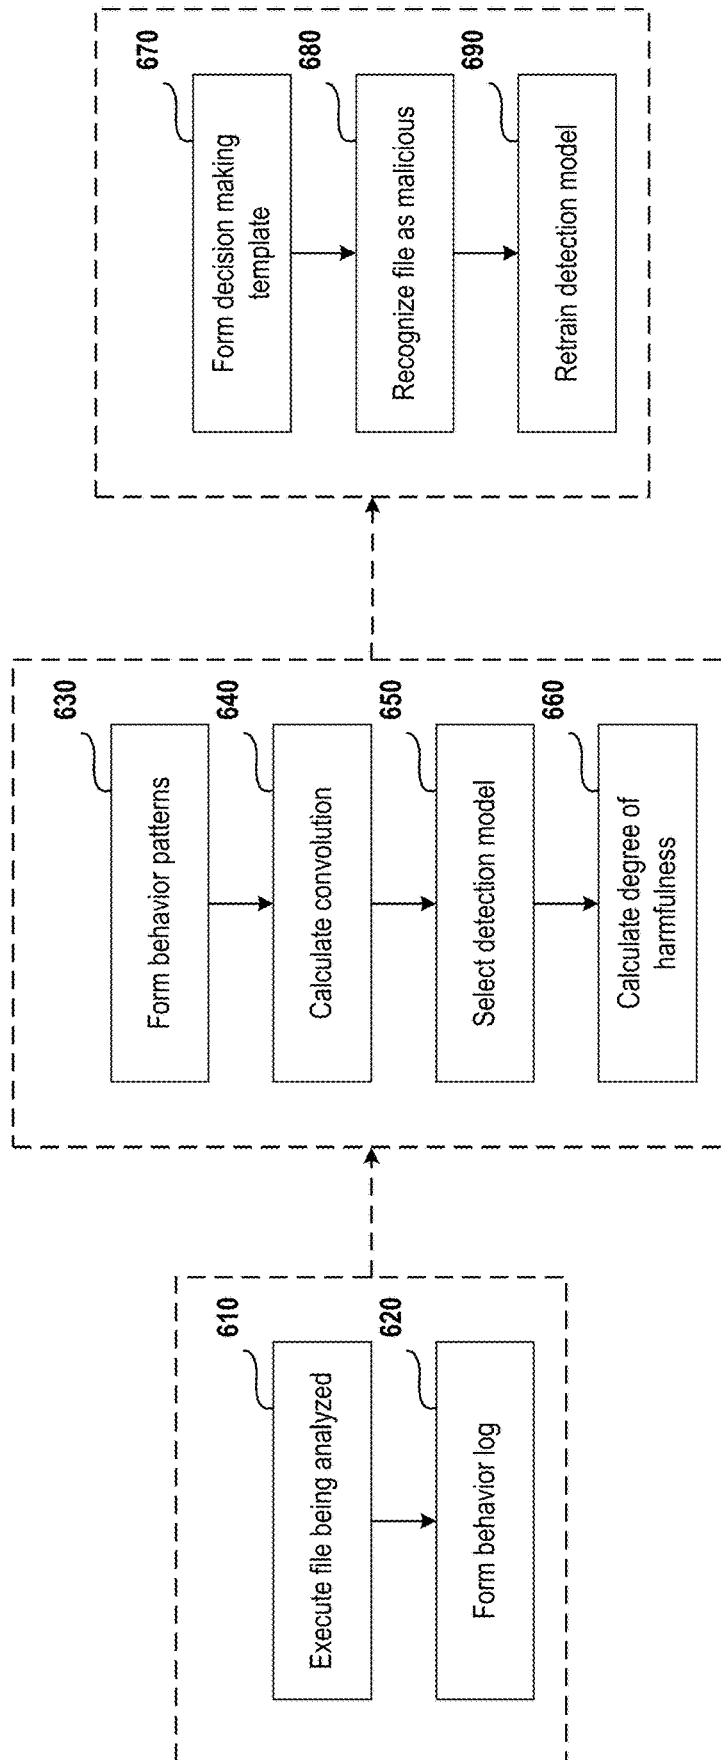 610
Execute file being analyzed
620
Form behavior log
630
Form behavior patterns
640
Calculate convolution
650
Select detection model
660
Calculate degree of
harmfulness
670
Form decision making
template
680
Recognize file as malicious
690
Retrain detection model